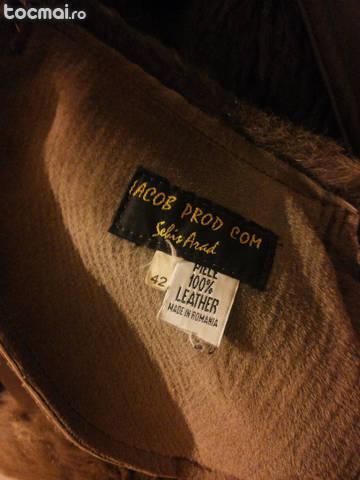 tocmai.ro
IACOB PROD COM
Sebiș Arad
42
PIELE
100%
LEATHER
MADE IN ROMANIA